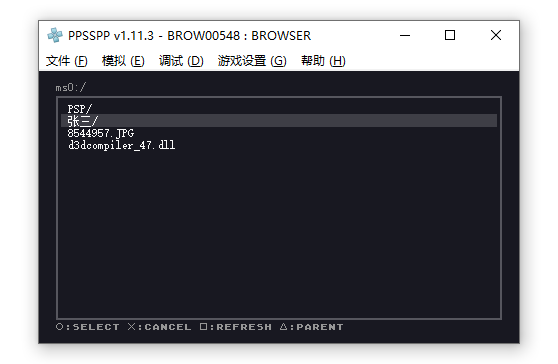 PPSSPP v1.11.3 - BROW00548 : BROWSER
文件 (F) 模拟 (E) 调试 (D) 游戏设置 (G) 帮助 (H)
ms0:/
PSP/
张三/
8544957.JPG
d3dcompiler_47.dll
○:SELECT ×:CANCEL □:REFRESH △:PARENT